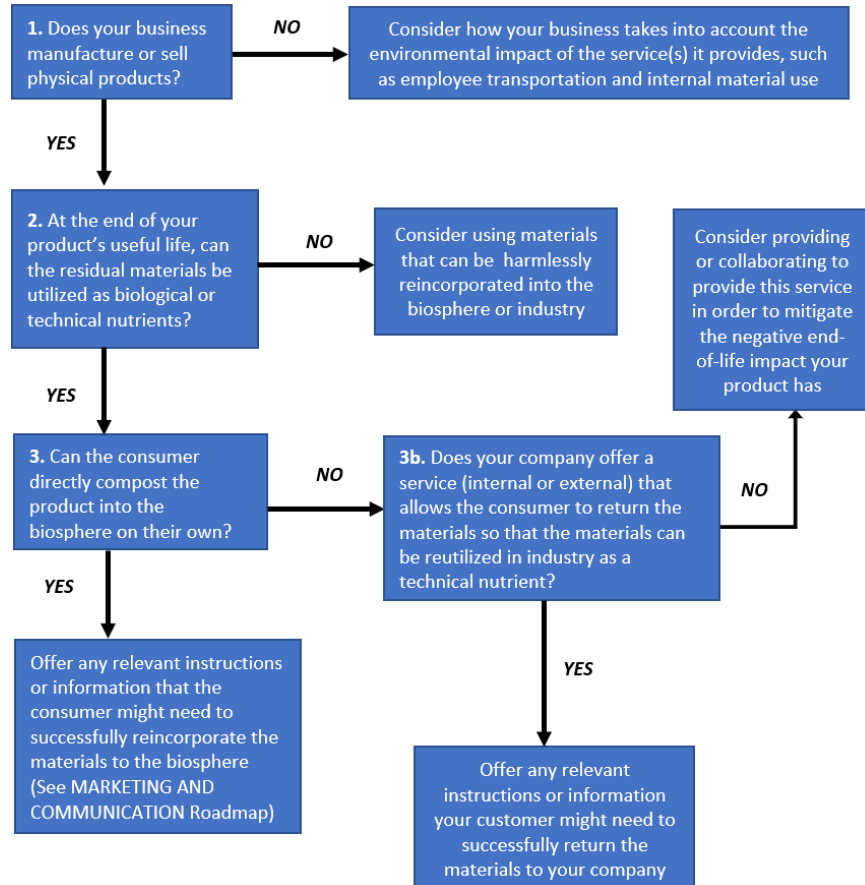 1. Does your business
manufacture or sell
physical products?
NO
Consider how your business takes into account the
environmental impact of the service(s) it provides, such
as employee transportation and internal material use
YES
2. At the end of your
product’s useful life, can
the residual materials be
utilized as biological or
technical nutrients?
NO
Consider using materials
that can be harmlessly
reincorporated into the
biosphere or industry
Consider providing
or collaborating to
provide this service
in order to mitigate
the negative end-
of-life impact your
product has
YES
3. Can the consumer
directly compost the
product into the
biosphere on their own?
NO
3b. Does your company offer a
service (internal or external) that
allows the consumer to return the
materials so that the materials can
be reutilized in industry as a
technical nutrient?
NO
YES
Offer any relevant instructions
or information that the
consumer might need to
successfully reincorporate the
materials to the biosphere
(See MARKETING AND
COMMUNICATION Roadmap)
YES
Offer any relevant
instructions or information
your customer might need to
successfully return the
materials to your company